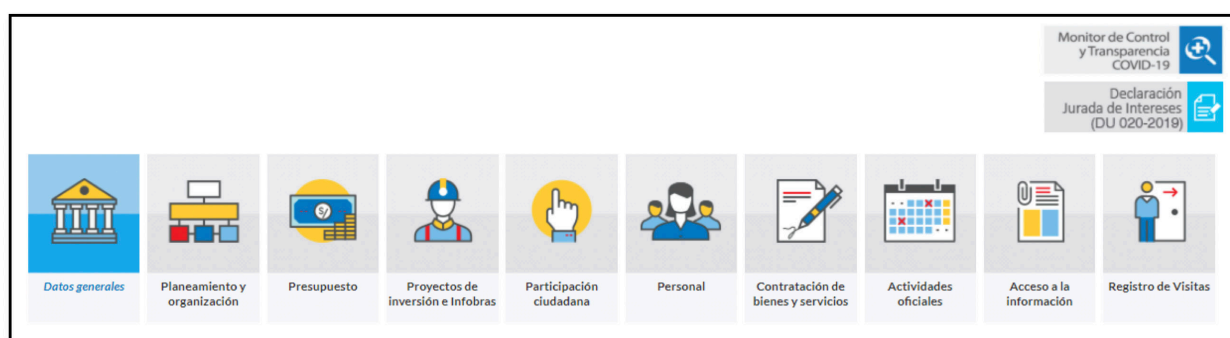 Monitor de Control
y Transparencia
COVID-19
Declaración
Jurada de Intereses
(DU 020-2019)
S/
Datos generales
Planeamiento y
organización
Presupuesto
Proyectos de
inversión e Infobras
Participación
ciudadana
Personal
Contratación de
bienes y servicios
Actividades
oficiales
Acceso a la
información
Registro de Visitas